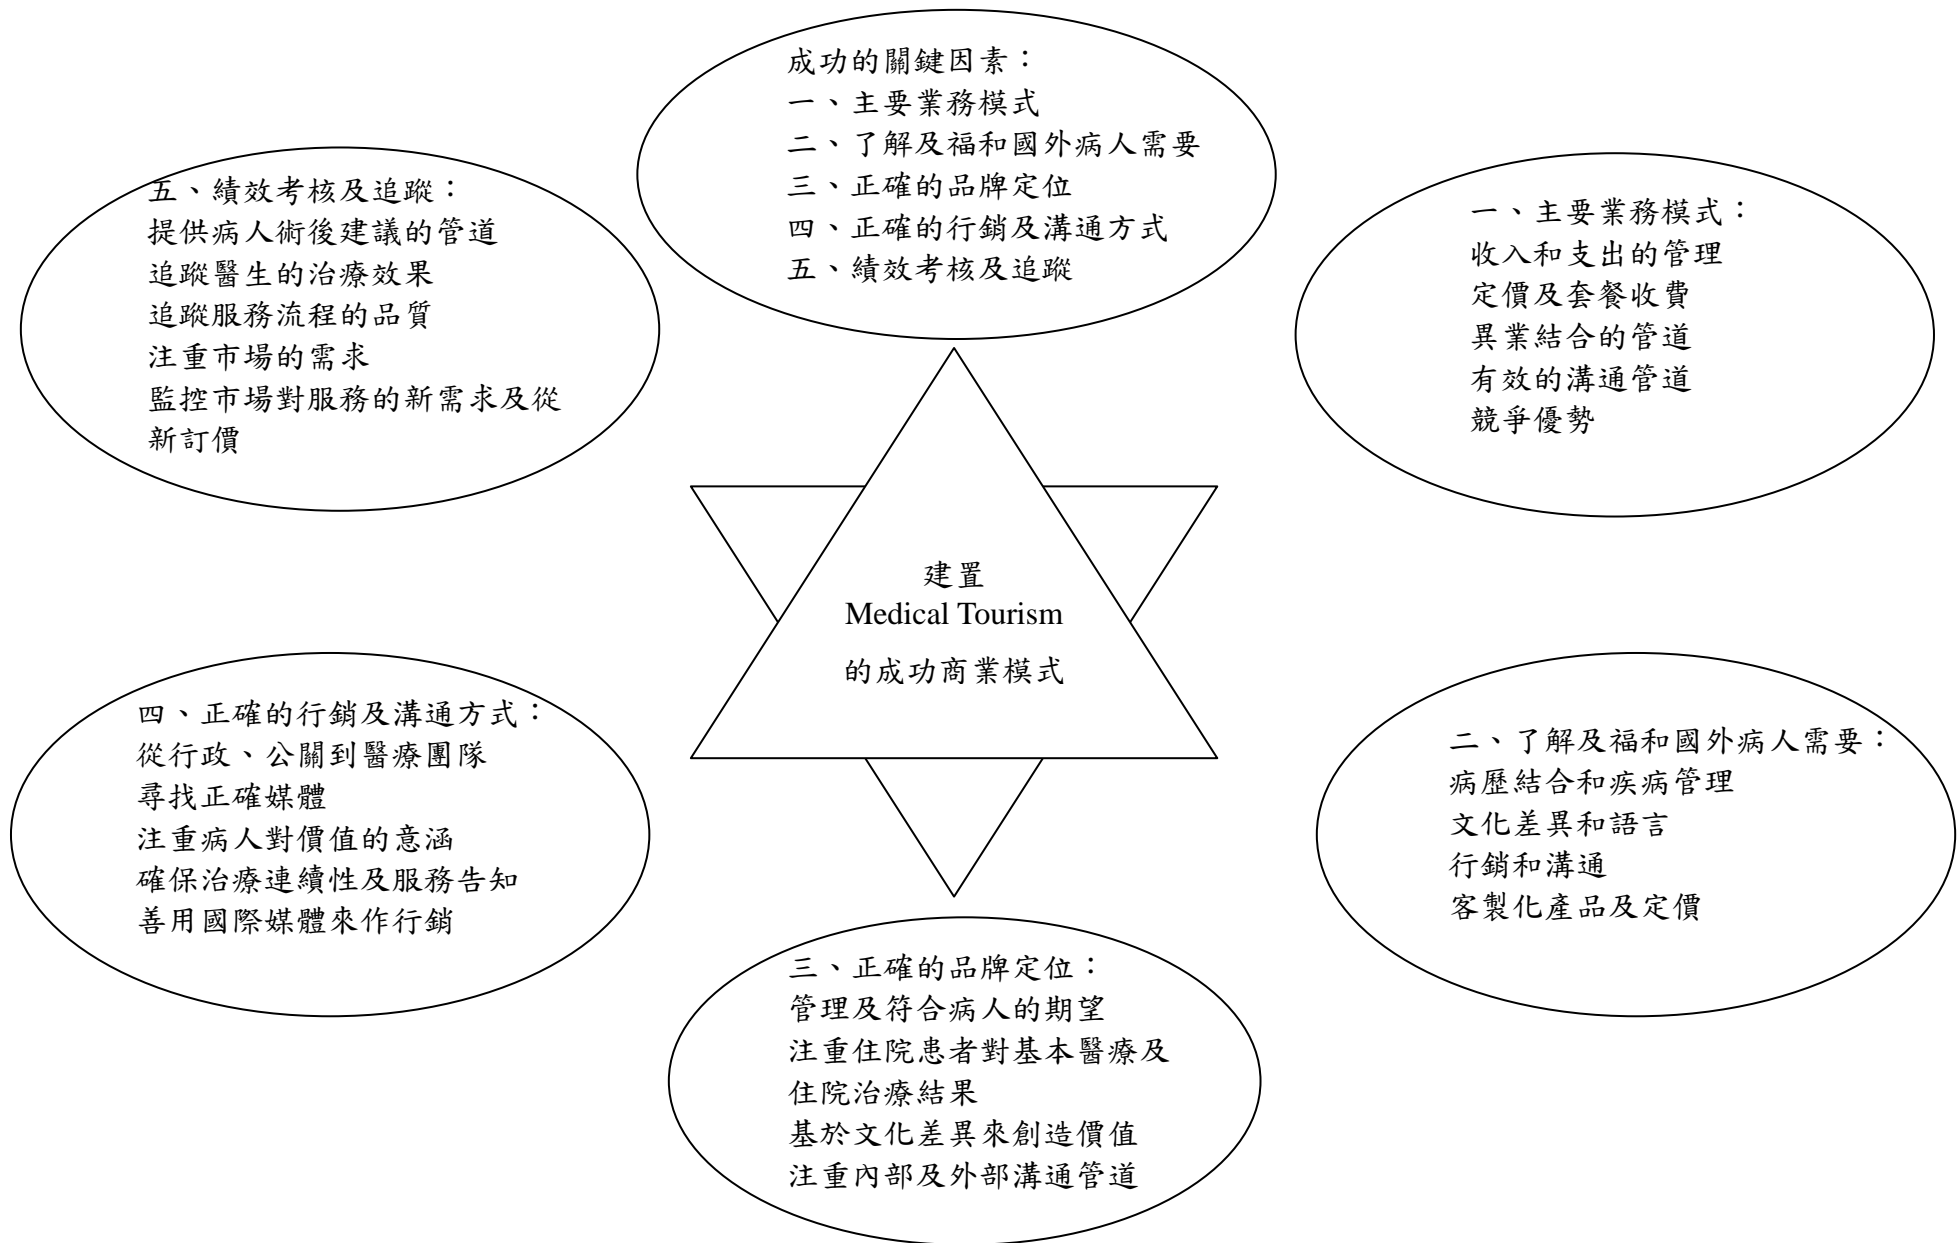 成功的關鍵因素：
一、主要業務模式
二、了解及福和國外病人需要
三、正確的品牌定位
四、正確的行銷及溝通方式
五、績效考核及追蹤
五、績效考核及追蹤：
提供病人術後建議的管道
追蹤醫生的治療效果
追蹤服務流程的品質
注重市場的需求
監控市場對服務的新需求及從
新訂價
一、主要業務模式：
收入和支出的管理
定價及套餐收費
異業結合的管道
有效的溝通管道
競爭優勢
建置
Medical Tourism
的成功商業模式
四、正確的行銷及溝通方式：
從行政、公關到醫療團隊
尋找正確媒體
注重病人對價值的意涵
確保治療連續性及服務告知
善用國際媒體來作行銷
二、了解及福和國外病人需要：
病歷結合和疾病管理
文化差異和語言
行銷和溝通
客製化產品及定價
三、正確的品牌定位：
管理及符合病人的期望
注重住院患者對基本醫療及
住院治療結果
基於文化差異來創造價值
注重內部及外部溝通管道